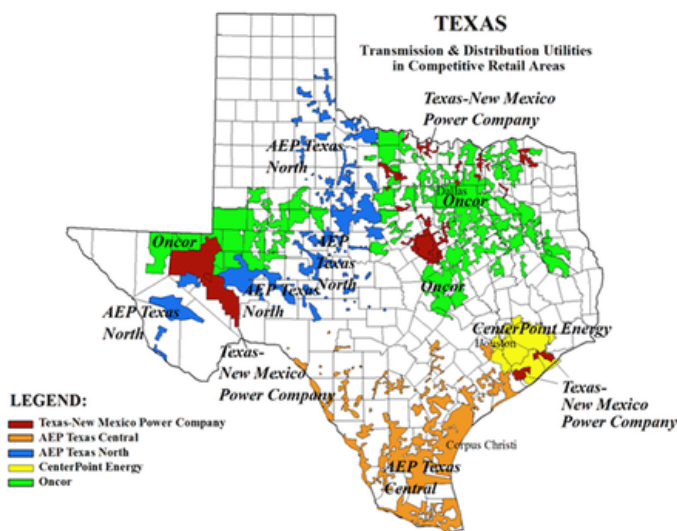 TEXAS
Transmission & Distribution Utilities
in Competitive Retail Areas
Texas-New Mexico
Power Company
AEP Texas
North
Dallas
Oncor
Oncor
AEP
Texas
North
AEP Texas
North
AEP Texas
North
Oncor
CenterPoint Energy
Houston
Texas-
New Mexico
Power Company
Texas-
New Mexico
Power Company
Corpus Christi
AEP Texas
Central
LEGEND:
Texas-New Mexico Power Company
AEP Texas Central
AEP Texas North
CenterPoint Energy
Oncor